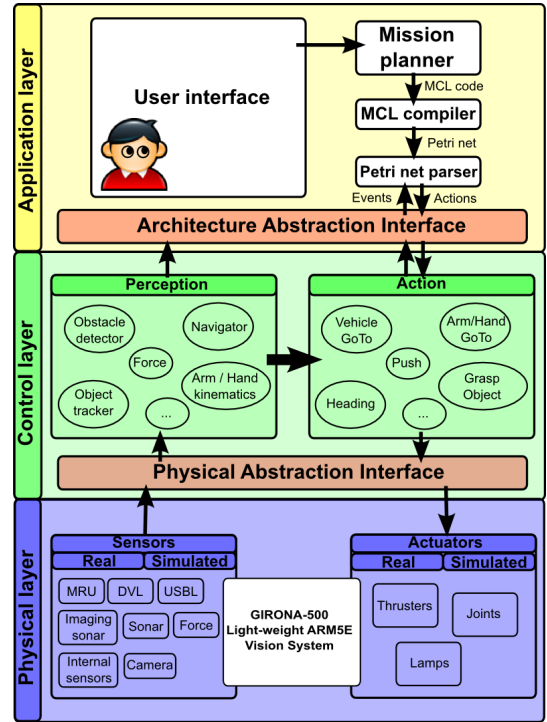 Application layer
User interface
Mission
planner
MCL code
MCL compiler
Petri net
Petri net parser
Events
Actions
Architecture Abstraction Interface
Control layer
Perception
Obstacle
detector
Navigator
Force
Object
tracker
Arm / Hand
kinematics
...
Action
Vehicle
GoTo
Arm/Hand
GoTo
Push
Heading
Grasp
Object
...
Physical Abstraction Interface
Physical layer
Sensors
Real
Simulated
MRU
DVL
USBL
Imaging
sonar
Sonar
Force
Internal
sensors
Camera
GIRONA-500
Light-weight ARM5E
Vision System
Actuators
Real
Simulated
Thrusters
Joints
Lamps